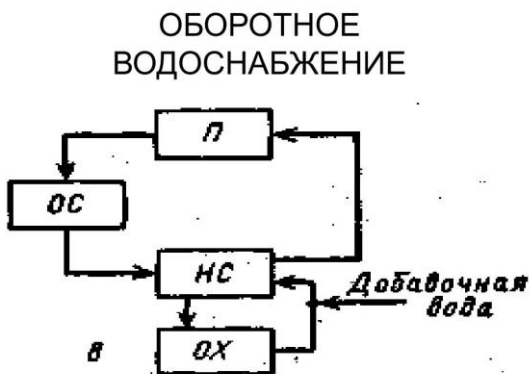 ОБОРОТНОЕ
ВОДОСНАБЖЕНИЕ
П
ОС
НС
Добавочная
вода
в
ОХ